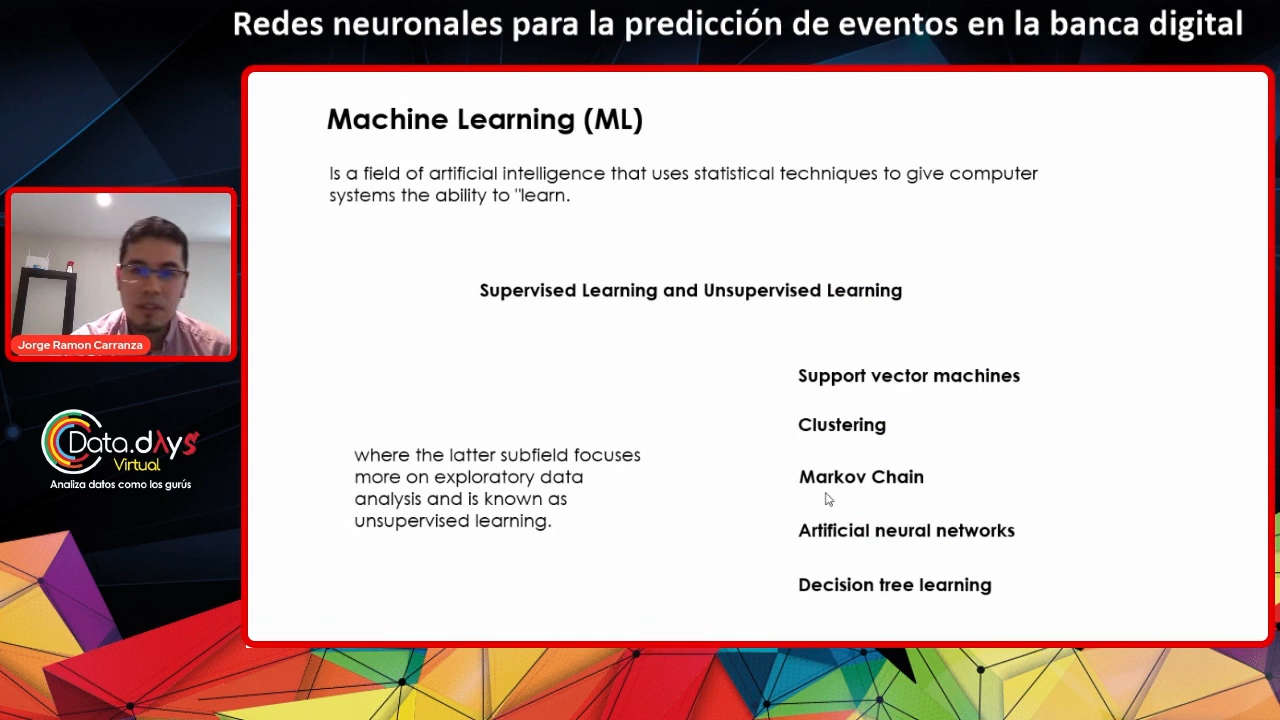 Redes neuronales para la predicción de eventos en la banca digital
Machine Learning (ML)
Is a field of artificial intelligence that uses statistical techniques to give computer
systems the ability to "learn.
Supervised Learning and Unsupervised Learning
where the latter subfield focuses
more on exploratory data
analysis and is known as
unsupervised learning.
Support vector machines
Clustering
Markov Chain
Artificial neural networks
Decision tree learning
Jorge Ramon Carranza
Data.dAys
Virtual
Analiza datos como los gurús